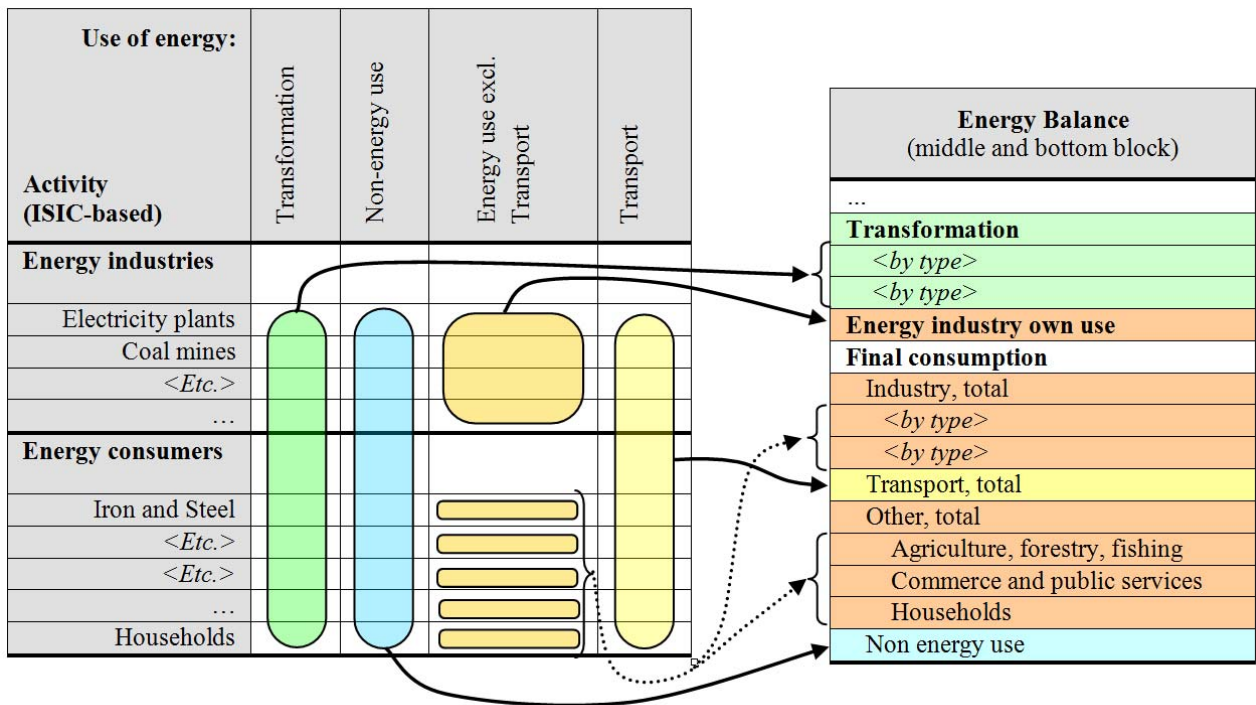 Use of energy:
Activity
(ISIC-based)
Transformation
Non-energy use
Energy use excl.
Transport
Transport
Energy industries
Electricity plants
Coal mines
<Etc.>
…
Energy consumers
Iron and Steel
<Etc.>
<Etc.>
…
Households
Energy Balance
(middle and bottom block)
...
Transformation
<by type>
<by type>
Energy industry own use
Final consumption
Industry, total
<by type>
<by type>
Transport, total
Other, total
Agriculture, forestry, fishing
Commerce and public services
Households
Non energy use